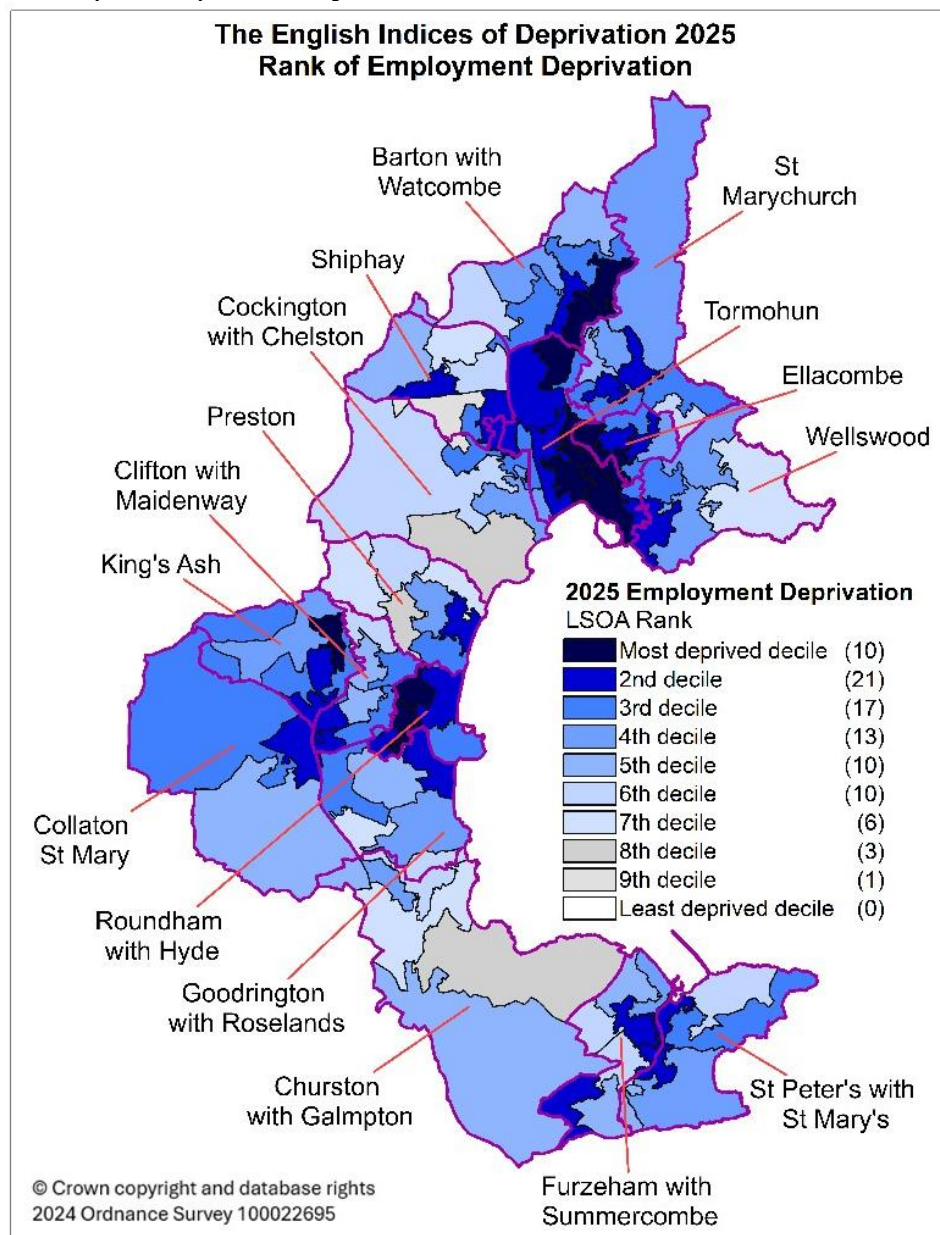 The English Indices of Deprivation 2025
Rank of Employment Deprivation
Barton with
Watcombe
St
Marychurch
Shiphay
Cockington
with Chelston
Tormohun
Ellacombe
Preston
Wellswood
Clifton with
Maidenway
King's Ash
2025 Employment Deprivation
LSOA Rank
Most deprived decile (10)
2nd decile (21)
3rd decile (17)
4th decile (13)
5th decile (10)
6th decile (10)
7th decile (6)
8th decile (3)
9th decile (1)
Least deprived decile (0)
Collaton
St Mary
Roundham
with Hyde
Goodrington
with Roselands
Churston
with Galmpton
St Peter's with
St Mary's
Furzeham with
Summercombe
© Crown copyright and database rights
2024 Ordnance Survey 100022695